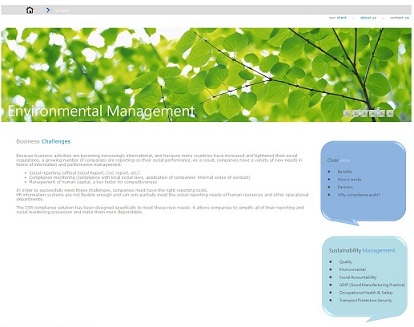 our client
about us
contact us
Environmental Management
Business Challenges
Because business activities are becoming increasingly international, and because many countries have increased and tightened their social
regulations, a growing number of companies are reporting on their social performance. As a result, companies have a variety of new needs in
terms of information and performance management:
Social reporting (official Social Report, CoC report, etc.)
Compliance monitoring (compliance with local social laws, application of companies' internal codes of conduct)
Management of human capital, a key factor for competitiveness
In order to successfully meet these challenges, companies must have the right reporting tools.
HR information systems are not flexible enough and can only partially meet the social reporting needs of human resources and other operational
departments.
The CSR compliance solution has been designed specifically to meet these new needs. It allows companies to simplify all of their reporting and
social monitoring processes and make them more dependable.
Benefits
How it works
Partners
Why compliance audit?
Sustainability Management
Quality
Environmental
Social Accountability
GMP (Good Manufacturing Practice)
Occupational Health & Safety
Transport Protection Security